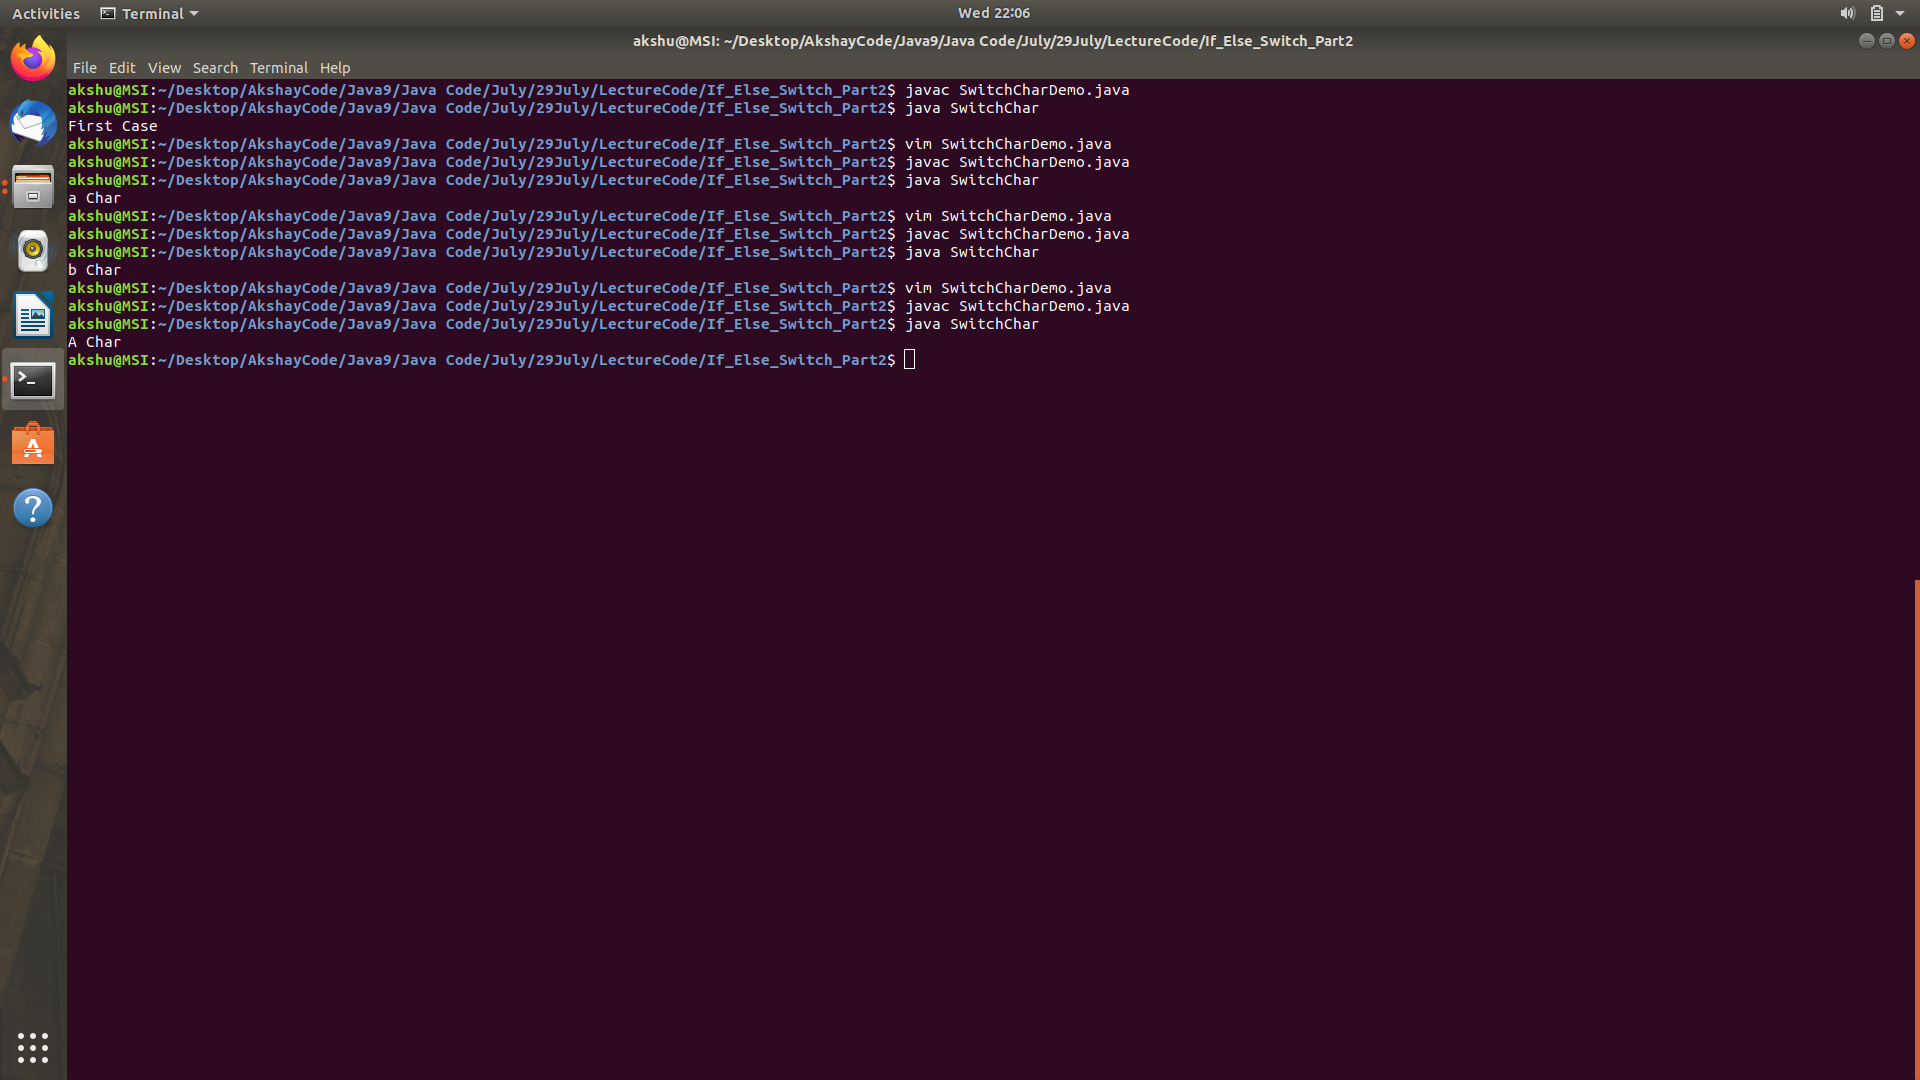 Activities Terminal Wed 22:06
akshu@MSI: ~/Desktop/AkshayCode/Java9/Java Code/July/29July/LectureCode/If_Else_Switch_Part2
File Edit View Search Terminal Help
akshu@MSI:~/Desktop/AkshayCode/Java9/Java Code/July/29July/LectureCode/If_Else_Switch_Part2$ javac SwitchCharDemo.java
akshu@MSI:~/Desktop/AkshayCode/Java9/Java Code/July/29July/LectureCode/If_Else_Switch_Part2$ java SwitchChar
First Case
akshu@MSI:~/Desktop/AkshayCode/Java9/Java Code/July/29July/LectureCode/If_Else_Switch_Part2$ vim SwitchCharDemo.java
akshu@MSI:~/Desktop/AkshayCode/Java9/Java Code/July/29July/LectureCode/If_Else_Switch_Part2$ javac SwitchCharDemo.java
akshu@MSI:~/Desktop/AkshayCode/Java9/Java Code/July/29July/LectureCode/If_Else_Switch_Part2$ java SwitchChar
a Char
akshu@MSI:~/Desktop/AkshayCode/Java9/Java Code/July/29July/LectureCode/If_Else_Switch_Part2$ vim SwitchCharDemo.java
akshu@MSI:~/Desktop/AkshayCode/Java9/Java Code/July/29July/LectureCode/If_Else_Switch_Part2$ javac SwitchCharDemo.java
akshu@MSI:~/Desktop/AkshayCode/Java9/Java Code/July/29July/LectureCode/If_Else_Switch_Part2$ java SwitchChar
b Char
akshu@MSI:~/Desktop/AkshayCode/Java9/Java Code/July/29July/LectureCode/If_Else_Switch_Part2$ vim SwitchCharDemo.java
akshu@MSI:~/Desktop/AkshayCode/Java9/Java Code/July/29July/LectureCode/If_Else_Switch_Part2$ javac SwitchCharDemo.java
akshu@MSI:~/Desktop/AkshayCode/Java9/Java Code/July/29July/LectureCode/If_Else_Switch_Part2$ java SwitchChar
A Char
akshu@MSI:~/Desktop/AkshayCode/Java9/Java Code/July/29July/LectureCode/If_Else_Switch_Part2$